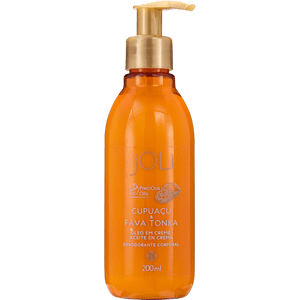 JOLI
CUPUAÇU
&
FAVA TONKA
ÓLEO EM CREME
ACEITE EN CREMA
DESODORANTE CORPORAL
200ml